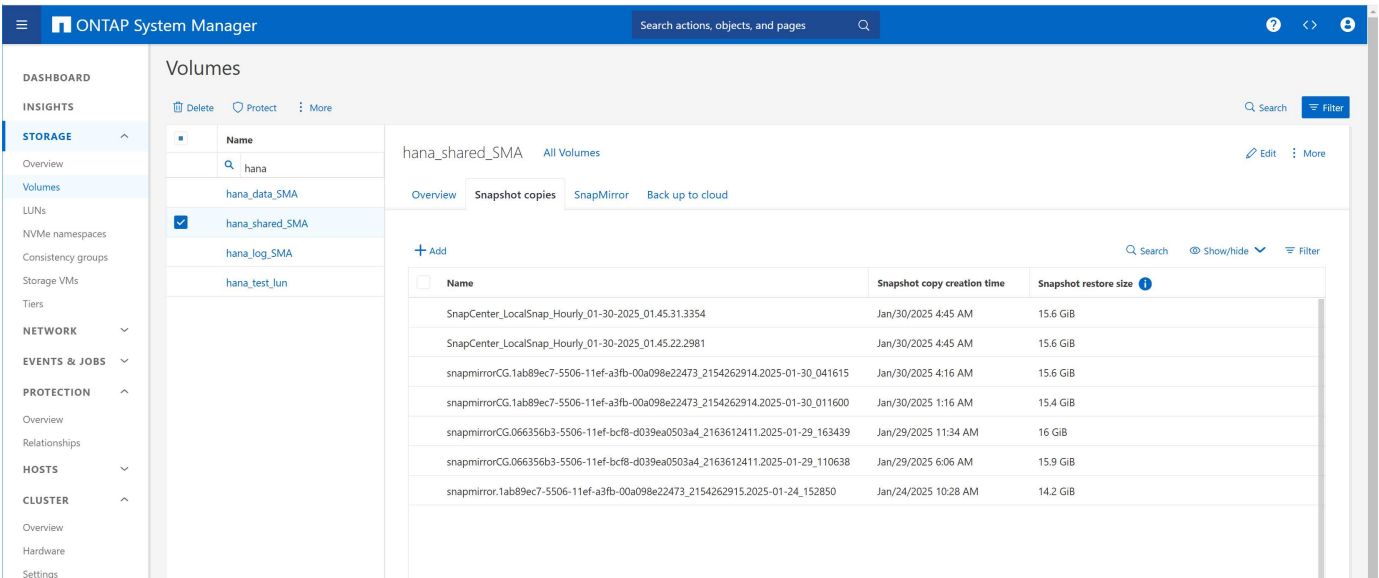 ONTAP System Manager
Search actions, objects, and pages
DASHBOARD
INSIGHTS
STORAGE
Overview
Volumes
LUNs
NVMe namespaces
Consistency groups
Storage VMs
Tiers
NETWORK
EVENTS & JOBS
PROTECTION
Overview
Relationships
HOSTS
CLUSTER
Overview
Hardware
Settings
Volumes
Delete Protect More
Search Filter
Name
hana
hana_data_SMA
hana_shared_SMA
hana_log_SMA
hana_test_lun
hana_shared_SMA All Volumes
Edit More
Overview Snapshot copies SnapMirror Back up to cloud
Add
Search Show/hide Filter
Name Snapshot copy creation time Snapshot restore size
SnapCenter_LocalSnap_Hourly_01-30-2025_01.45.31.3354 Jan/30/2025 4:45 AM 15.6 GiB
SnapCenter_LocalSnap_Hourly_01-30-2025_01.45.22.2981 Jan/30/2025 4:45 AM 15.6 GiB
snapmirrorCG.1ab89ec7-5506-11ef-a3fb-00a098e22473_2154262914.2025-01-30_041615 Jan/30/2025 4:16 AM 15.6 GiB
snapmirrorCG.1ab89ec7-5506-11ef-a3fb-00a098e22473_2154262914.2025-01-30_011600 Jan/30/2025 1:16 AM 15.4 GiB
snapmirrorCG.066356b3-5506-11ef-bcf8-d039ea0503a4_2163612411.2025-01-29_163439 Jan/29/2025 11:34 AM 16 GiB
snapmirrorCG.066356b3-5506-11ef-bcf8-d039ea0503a4_2163612411.2025-01-29_110638 Jan/29/2025 6:06 AM 15.9 GiB
snapmirror.1ab89ec7-5506-11ef-a3fb-00a098e22473_2154262915.2025-01-24_152850 Jan/24/2025 10:28 AM 14.2 GiB